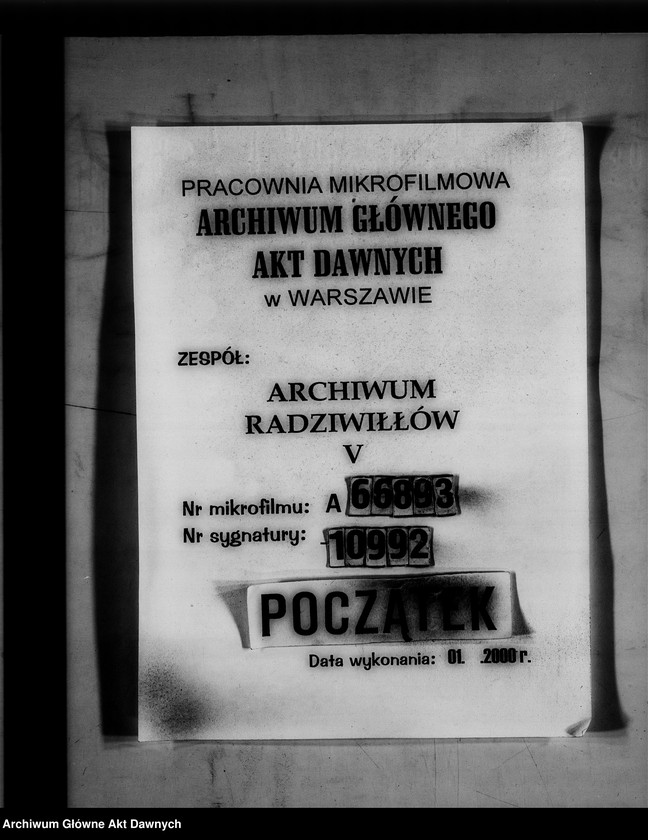 PRACOWNIA MIKROFILMOWA
ARCHIWUM GŁÓWNEGO
AKT DAWNYCH
w WARSZAWIE
ZESPÓŁ:
ARCHIWUM
RADZIWIŁŁÓW
V
Nr mikrofilmu: A 66893
Nr sygnatury: 10992
POCZĄTEK
Data wykonania: 01. .2000 r.
Archiwum Główne Akt Dawnych